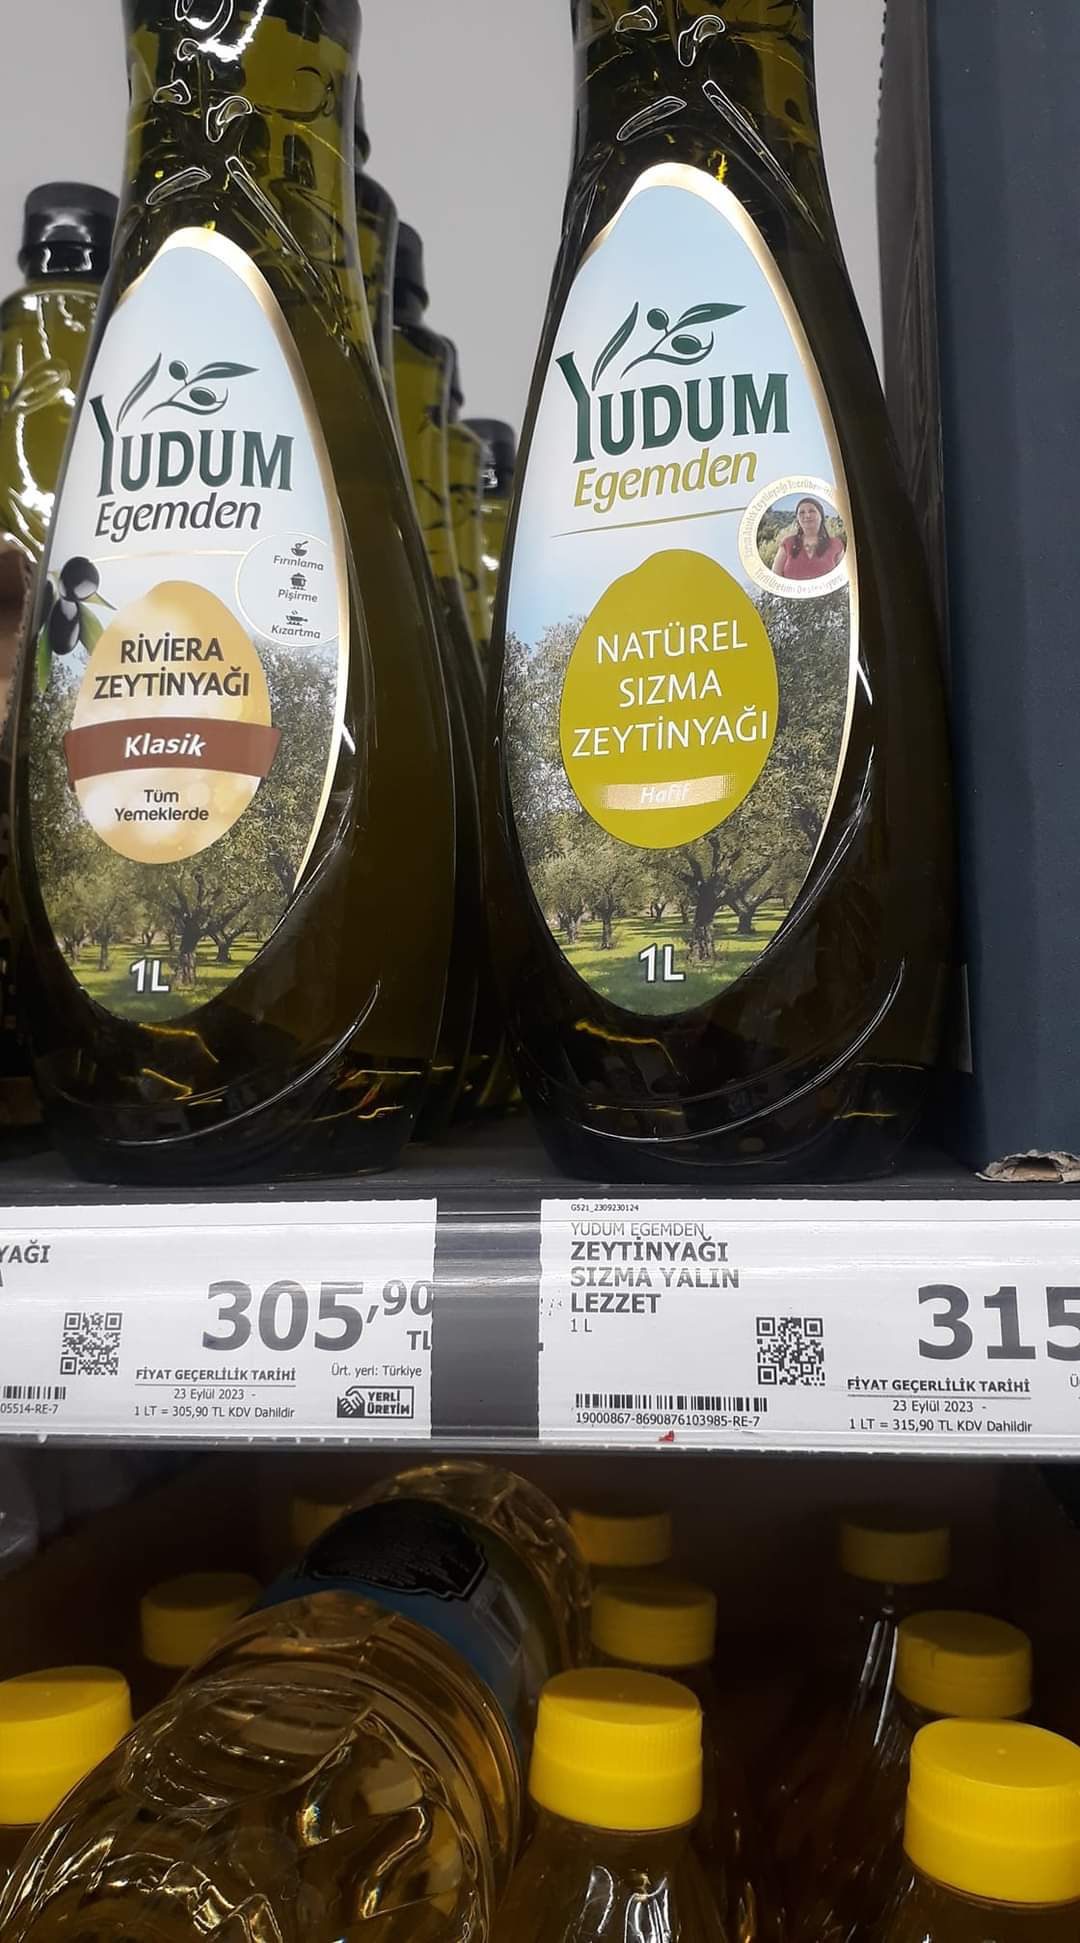 YUDUM
Egemden
Fırınlama
Pişirme
Kızartma
RİVİERA
ZEYTİNYAĞI
Klasik
Tüm
Yemeklerde
1L
YUDUM
Egemden
NATÜREL
SIZMA
ZEYTİNYAĞI
Hafif
1L
YAĞI
305,90
TL
FİYAT GEÇERLİLİK TARİHİ
23 Eylül 2023 -
1 LT = 305,90 TL KDV Dahildir
Ürt. yeri: Türkiye
YERLİ
ÜRETİM
05514-RE-7
G521_2309230124
YUDUM EGEMDEN
ZEYTİNYAĞI
SIZMA YALIN
LEZZET
1 L
315
FİYAT GEÇERLİLİK TARİHİ
23 Eylül 2023 -
1 LT = 315,90 TL KDV Dahildir
19000867-8690876103985-RE-7